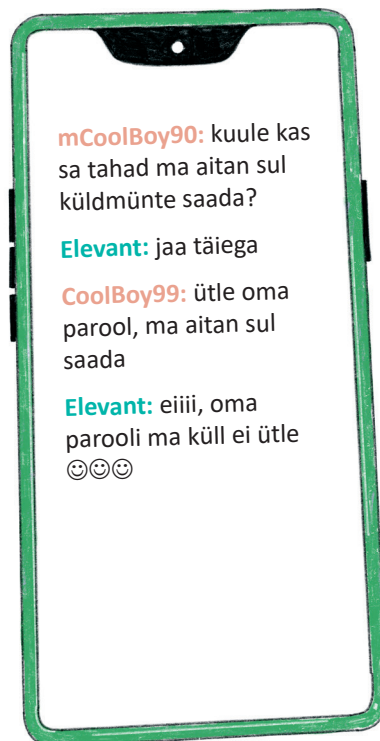 mCoolBoy90: kuule kas
sa tahad ma aitan sul
küldmünte saada?
Elevant: jaa täiega
CoolBoy99: ütle oma
parool, ma aitan sul
saada
Elevant: eiiii, oma
parooli ma küll ei ütle
☺☺☺